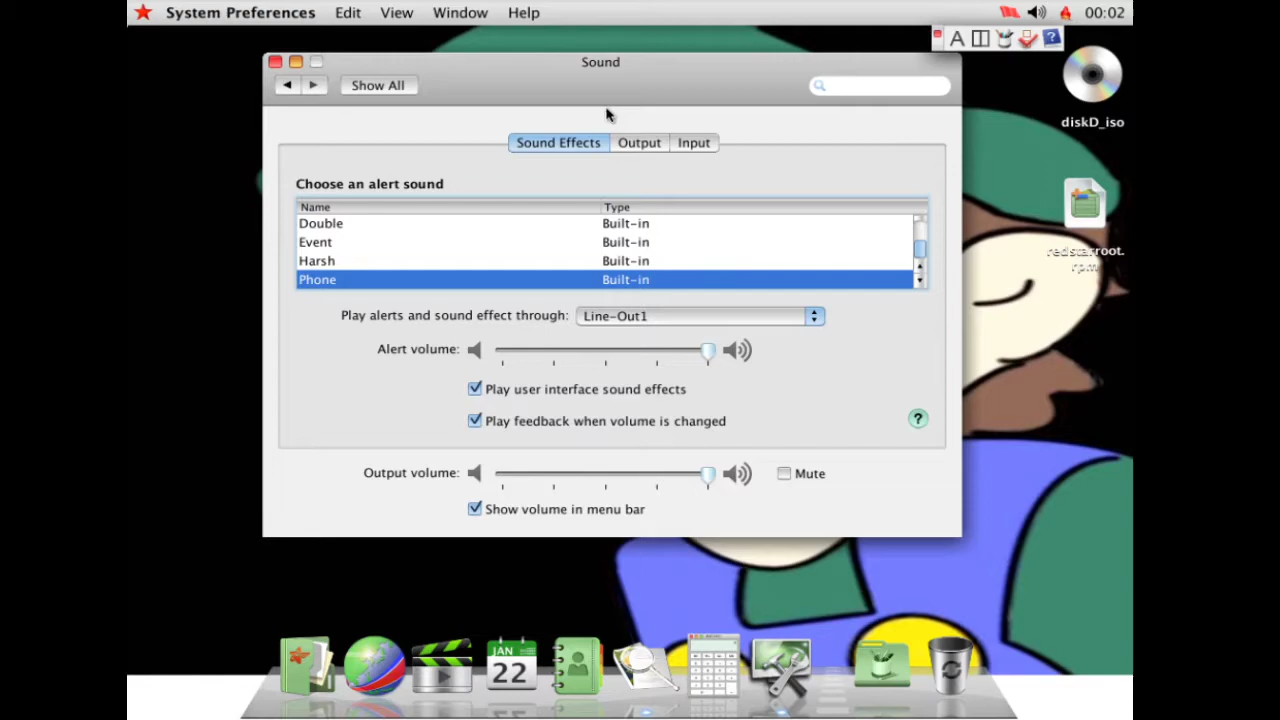 System Preferences Edit View Window Help 00:02
A
Sound
Show All
diskD_iso
Sound Effects Output Input
Choose an alert sound
Name Type
Double Built-in
Event Built-in
Harsh Built-in
Phone Built-in
redstarroot.
rpm
Play alerts and sound effect through: Line-Out1
Alert volume:
Play user interface sound effects
Play feedback when volume is changed
?
Output volume: Mute
Show volume in menu bar
JAN
22